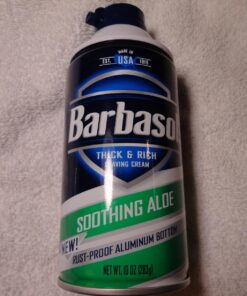 MADE IN
EST. USA 1919
Barbasol
THICK & RICH
SHAVING CREAM
SOOTHING ALOE
NEW!
RUST-PROOF ALUMINUM BOTTOM
NET WT. 10 OZ (283g)